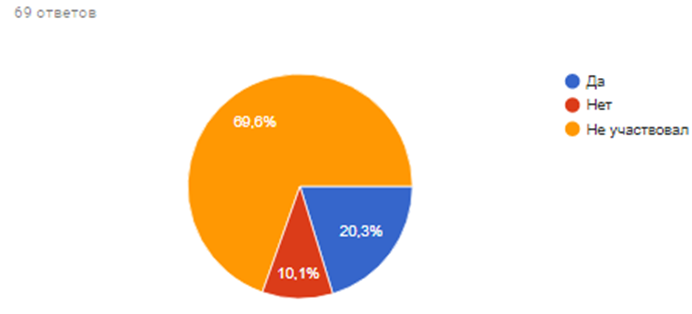 69 ответов
Да
Нет
Не участвовал
69,6%
20,3%
10,1%